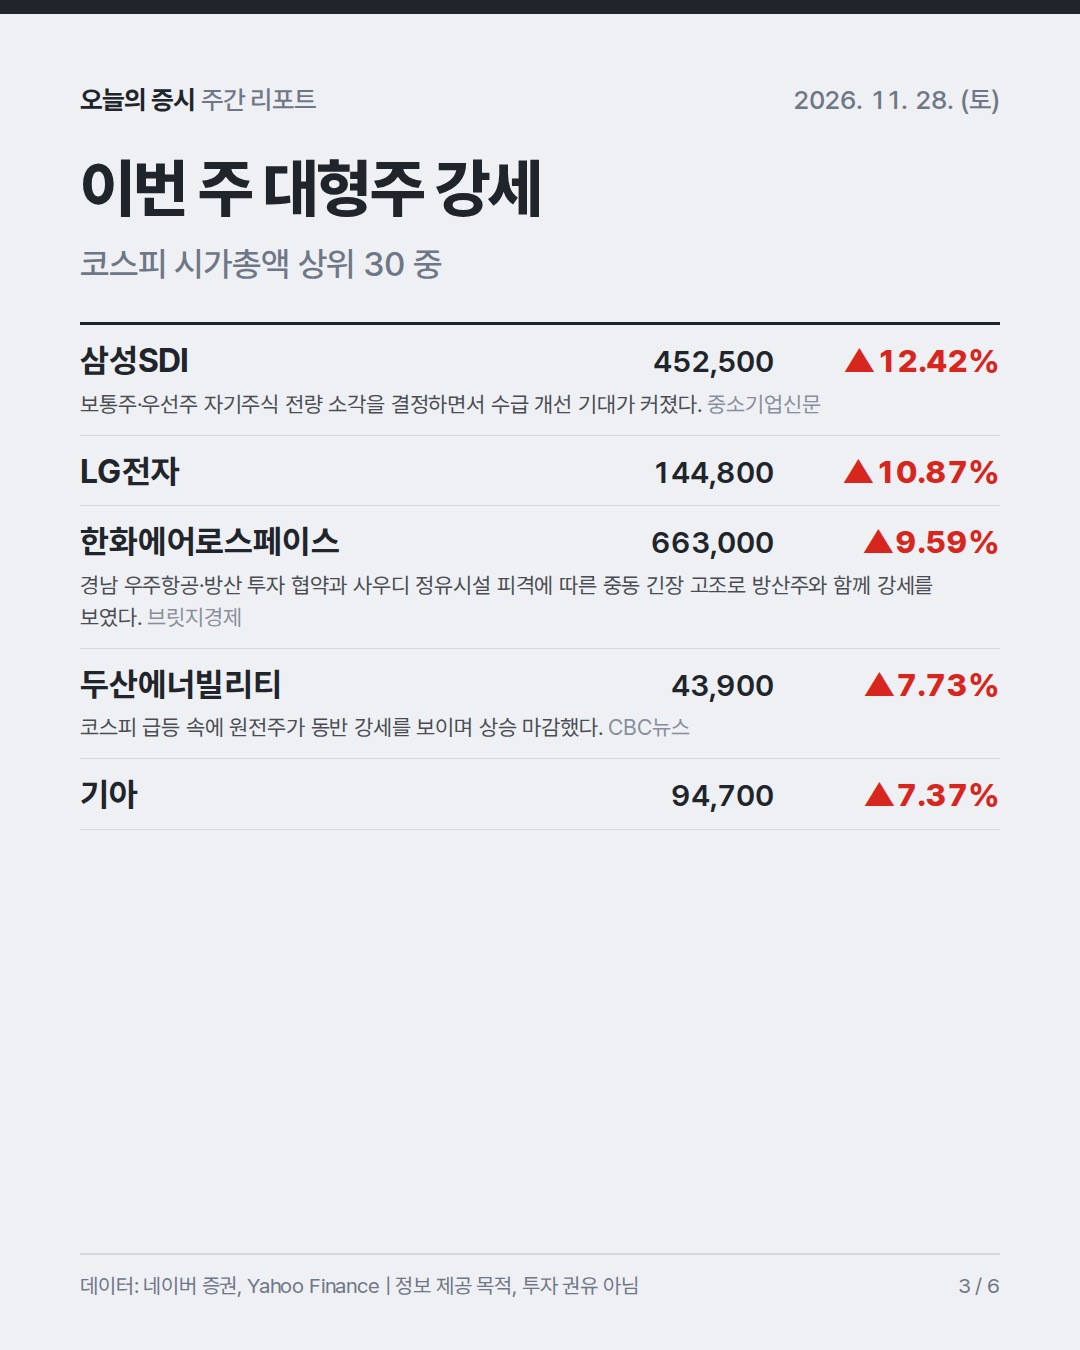 오늘의 증시 주간 리포트 2026. 11. 28. (토)
이번 주 대형주 강세
코스피 시가총액 상위 30 중
삼성SDI 452,500 ▲12.42%
보통주·우선주 자기주식 전량 소각을 결정하면서 수급 개선 기대가 커졌다. 중소기업신문
LG전자 144,800 ▲10.87%
한화에어로스페이스 663,000 ▲9.59%
경남 우주항공·방산 투자 협약과 사우디 정유시설 피격에 따른 중동 긴장 고조로 방산주와 함께 강세를
보였다. 브릿지경제
두산에너빌리티 43,900 ▲7.73%
코스피 급등 속에 원전주가 동반 강세를 보이며 상승 마감했다. CBC뉴스
기아 94,700 ▲7.37%
데이터: 네이버 증권, Yahoo Finance | 정보 제공 목적, 투자 권유 아님 3 / 6